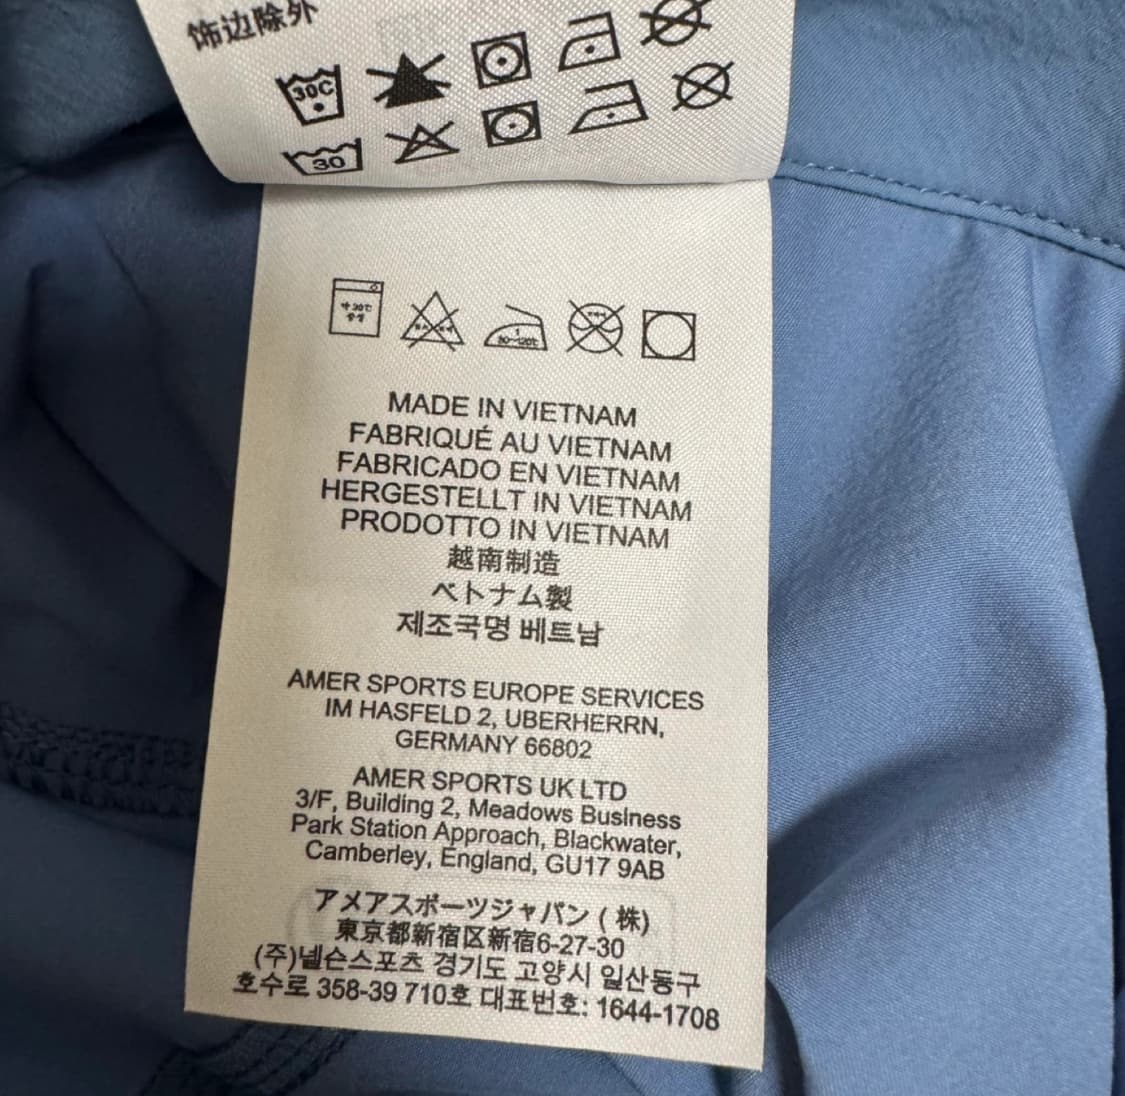 饰边除外
30C
30
MADE IN VIETNAM
FABRIQUÉ AU VIETNAM
FABRICADO EN VIETNAM
HERGESTELLT IN VIETNAM
PRODOTTO IN VIETNAM
越南制造
ベトナム製
제조국명 베트남
AMER SPORTS EUROPE SERVICES
IM HASFELD 2, UBERHERRN,
GERMANY 66802
AMER SPORTS UK LTD
3/F, Building 2, Meadows Business
Park Station Approach, Blackwater,
Camberley, England, GU17 9AB
アメアスポーツジャパン ( 株)
東京都新宿区新宿6-27-30
(주)넬슨스포츠 경기도 고양시 일산동구
호수로 358-39 710호 대표번호: 1644-1708